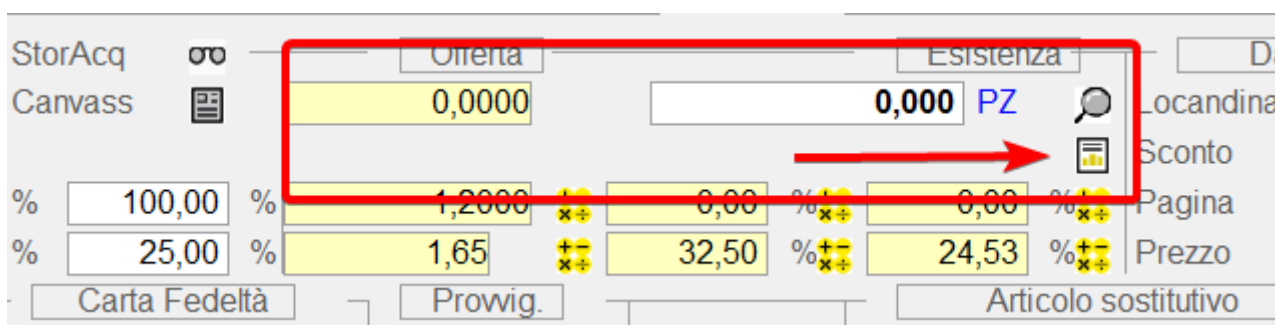 StorAcq Offerta Esistenza
Canvass 0,0000 0,000 PZ Locandina
Sconto
% 100,00 % 1,2000 0,00 % 0,00 % Pagina
% 25,00 % 1,65 32,50 % 24,53 % Prezzo
Carta Fedeltà Provvig. Articolo sostitutivo